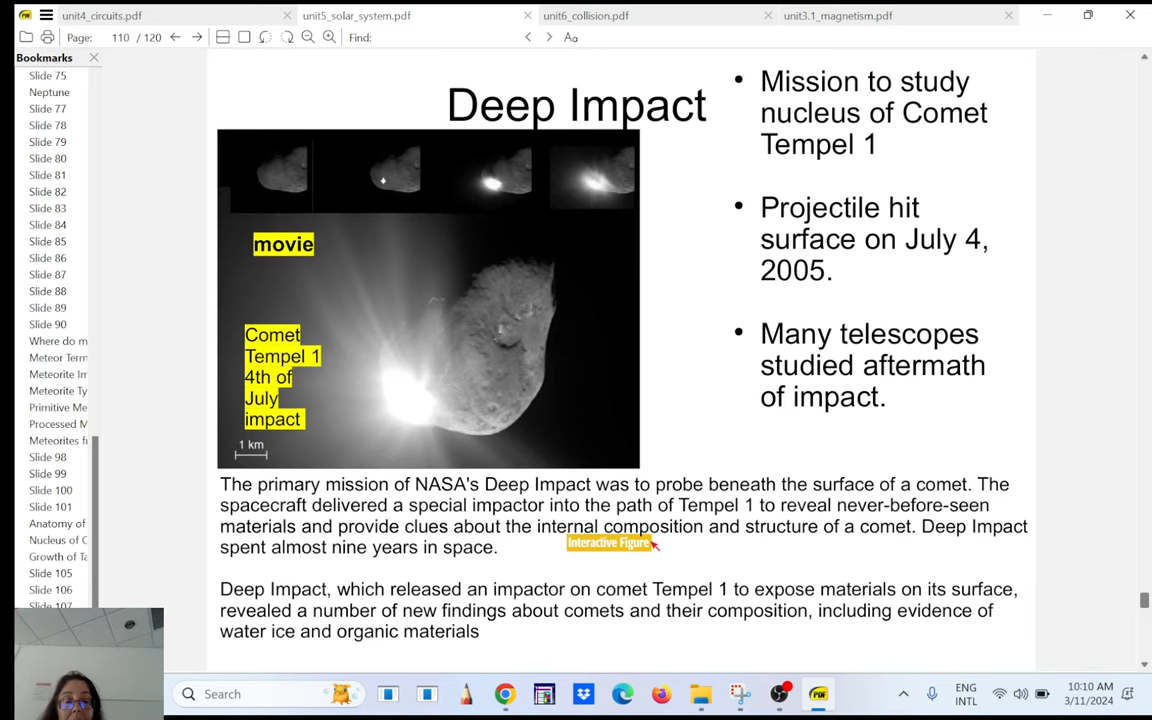 unit4_circuits.pdf
unit5_solar_system.pdf
unit6_collision.pdf
unit3.1_magnetism.pdf
Page: 110 / 120
Find:
Aa
Bookmarks
Slide 75
Neptune
Slide 77
Slide 78
Slide 79
Slide 80
Slide 81
Slide 82
Slide 83
Slide 84
Slide 85
Slide 86
Slide 87
Slide 88
Slide 89
Slide 90
Where do m
Meteor Term
Meteorite Im
Meteorite Ty
Primitive Me
Processed M
Meteorites f
Slide 98
Slide 99
Slide 100
Slide 101
Anatomy of
Nucleus of C
Growth of Ta
Slide 105
Slide 106
Slide 107
Deep Impact
movie
Comet
Tempel 1
4th of
July
impact
1 km
• Mission to study
nucleus of Comet
Tempel 1
• Projectile hit
surface on July 4,
2005.
• Many telescopes
studied aftermath
of impact.
The primary mission of NASA's Deep Impact was to probe beneath the surface of a comet. The
spacecraft delivered a special impactor into the path of Tempel 1 to reveal never-before-seen
materials and provide clues about the internal composition and structure of a comet. Deep Impact
spent almost nine years in space.
Interactive Figure
Deep Impact, which released an impactor on comet Tempel 1 to expose materials on its surface,
revealed a number of new findings about comets and their composition, including evidence of
water ice and organic materials
Search
PDF
ENG
INTL
10:10 AM
3/11/2024